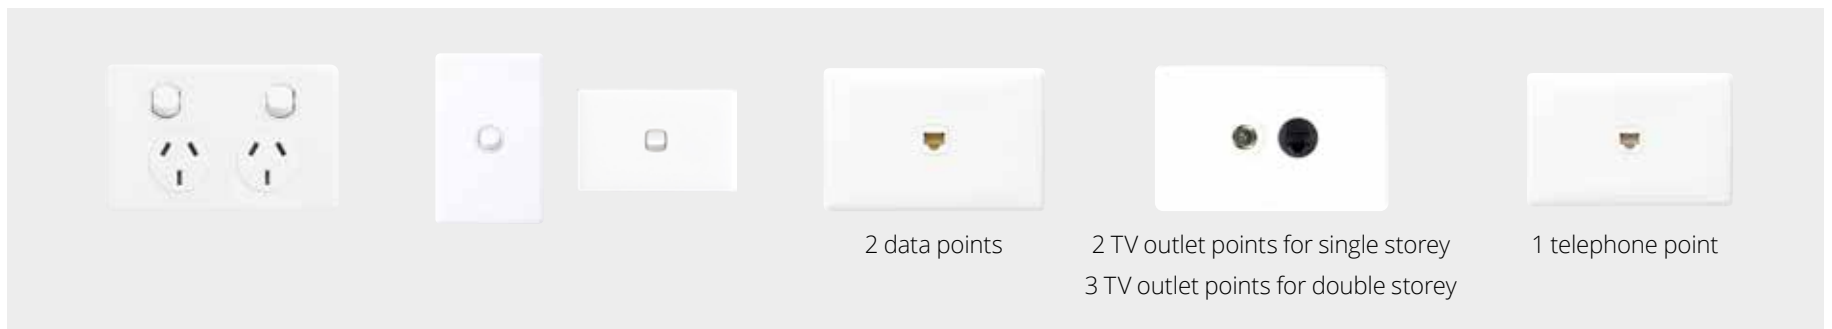 2 data points
2 TV outlet points for single storey
3 TV outlet points for double storey
1 telephone point